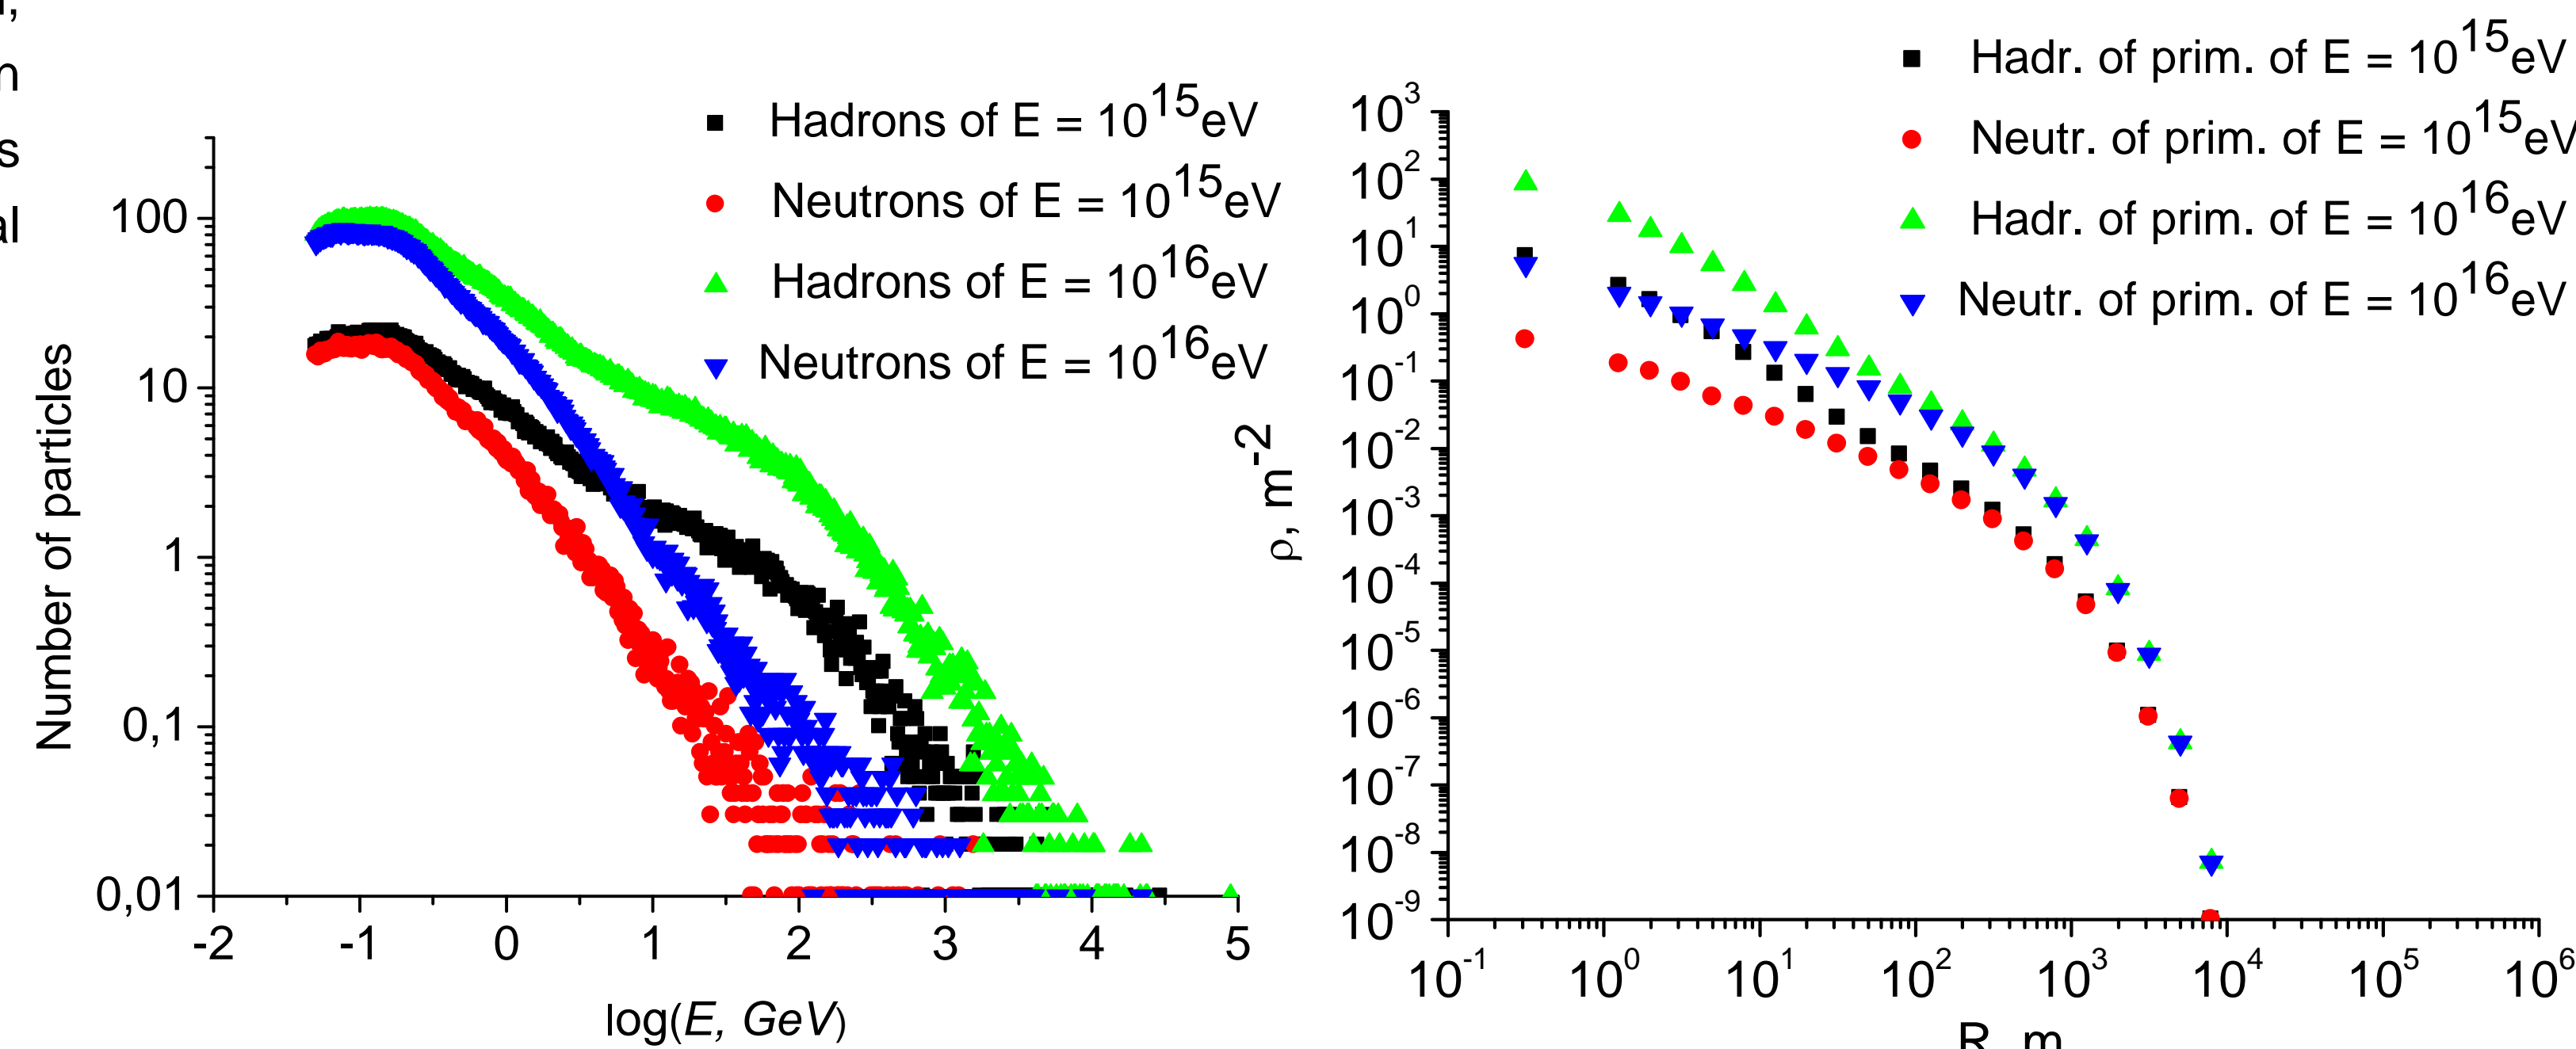 l,
n
s
al
Hadrons of E = 10^15eV
Neutrons of E = 10^15eV
Hadrons of E = 10^16eV
Neutrons of E = 10^16eV
Number of particles
100
10
1
0,1
0,01
-2 -1 0 1 2 3 4 5
log(E, GeV)
Hadr. of prim. of E = 10^15eV
Neutr. of prim. of E = 10^15eV
Hadr. of prim. of E = 10^16eV
Neutr. of prim. of E = 10^16eV
ρ, m^-2
10^3
10^2
10^1
10^0
10^-1
10^-2
10^-3
10^-4
10^-5
10^-6
10^-7
10^-8
10^-9
10^-1 10^0 10^1 10^2 10^3 10^4 10^5 10^6
R, m